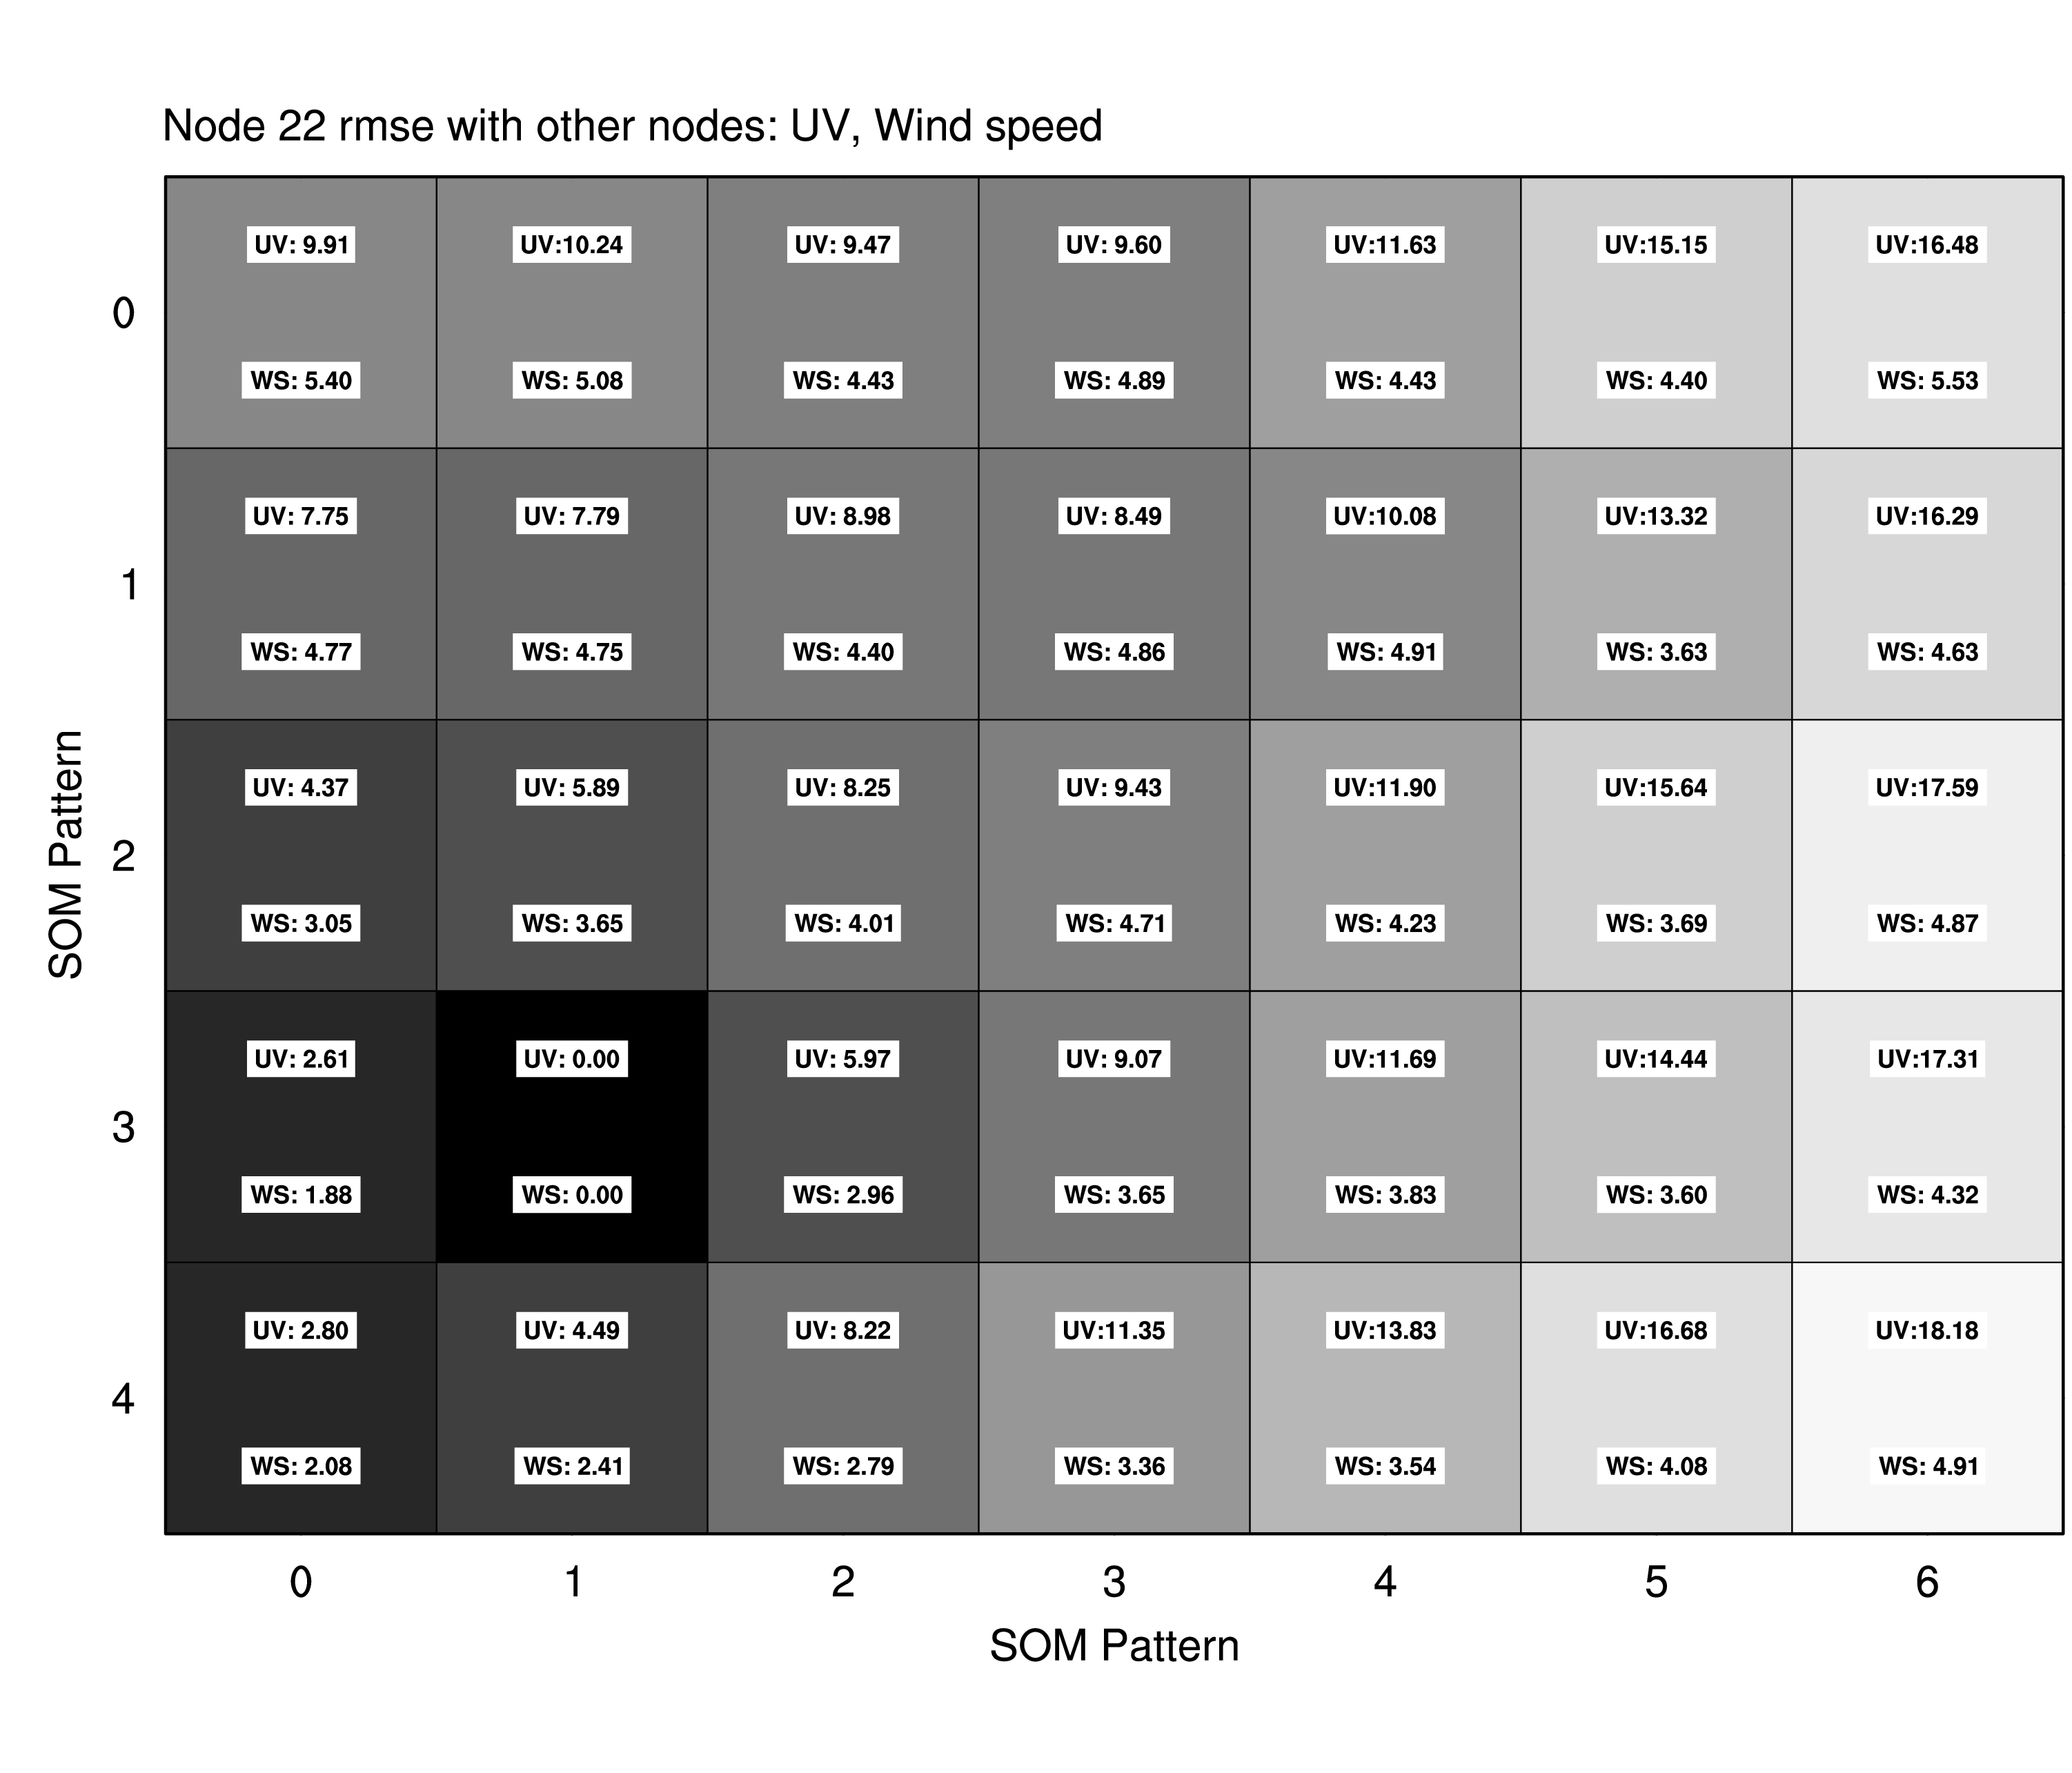 Node 22 rmse with other nodes: UV, Wind speed
UV: 9.91 UV:10.24 UV: 9.47 UV: 9.60 UV:11.63 UV:15.15 UV:16.48
0
WS: 5.40 WS: 5.08 WS: 4.43 WS: 4.89 WS: 4.43 WS: 4.40 WS: 5.53
UV: 7.75 UV: 7.79 UV: 8.98 UV: 8.49 UV:10.08 UV:13.32 UV:16.29
1
WS: 4.77 WS: 4.75 WS: 4.40 WS: 4.86 WS: 4.91 WS: 3.63 WS: 4.63
SOM Pattern
UV: 4.37 UV: 5.89 UV: 8.25 UV: 9.43 UV:11.90 UV:15.64 UV:17.59
2
WS: 3.05 WS: 3.65 WS: 4.01 WS: 4.71 WS: 4.23 WS: 3.69 WS: 4.87
UV: 2.61 UV: 0.00 UV: 5.97 UV: 9.07 UV:11.69 UV:14.44 UV:17.31
3
WS: 1.88 WS: 0.00 WS: 2.96 WS: 3.65 WS: 3.83 WS: 3.60 WS: 4.32
UV: 2.80 UV: 4.49 UV: 8.22 UV:11.35 UV:13.83 UV:16.68 UV:18.18
4
WS: 2.08 WS: 2.41 WS: 2.79 WS: 3.36 WS: 3.54 WS: 4.08 WS: 4.91
0 1 2 3 4 5 6
SOM Pattern